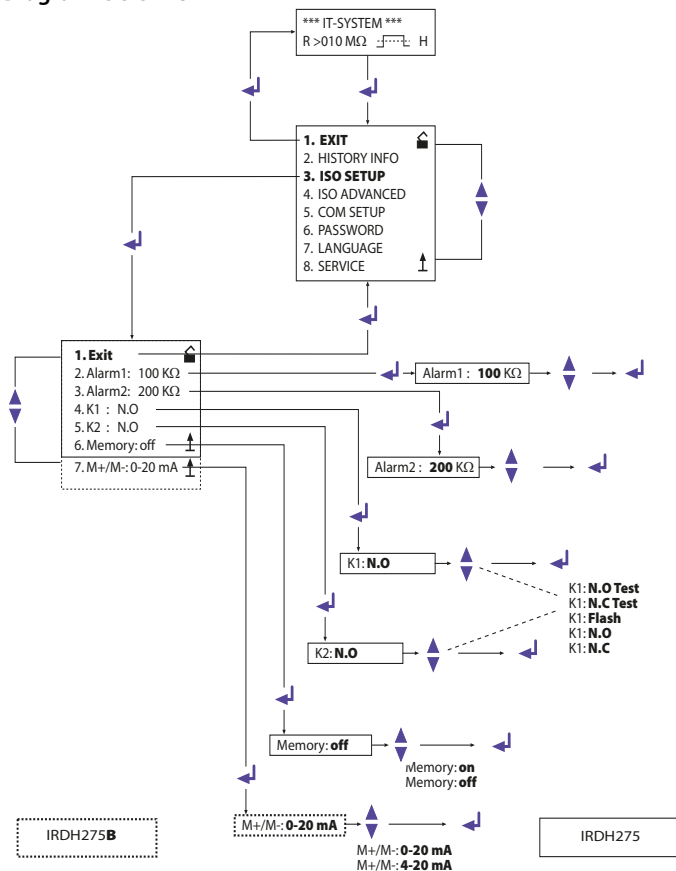 *** IT-SYSTEM ***
R >010 MΩ H
1. EXIT
2. HISTORY INFO
3. ISO SETUP
4. ISO ADVANCED
5. COM SETUP
6. PASSWORD
7. LANGUAGE
8. SERVICE
1. Exit
2. Alarm1: 100 KΩ
3. Alarm2: 200 KΩ
4. K1 : N.O
5. K2 : N.O
6. Memory: off
7. M+/M-: 0-20 mA
Alarm1 : 100 KΩ
Alarm2 : 200 KΩ
K1: N.O
K1: N.O Test
K1: N.C Test
K1: Flash
K1: N.O
K1: N.C
K2: N.O
Memory: off
Memory: on
Memory: off
M+/M-: 0-20 mA
M+/M-: 0-20 mA
M+/M-: 4-20 mA
IRDH275B
IRDH275